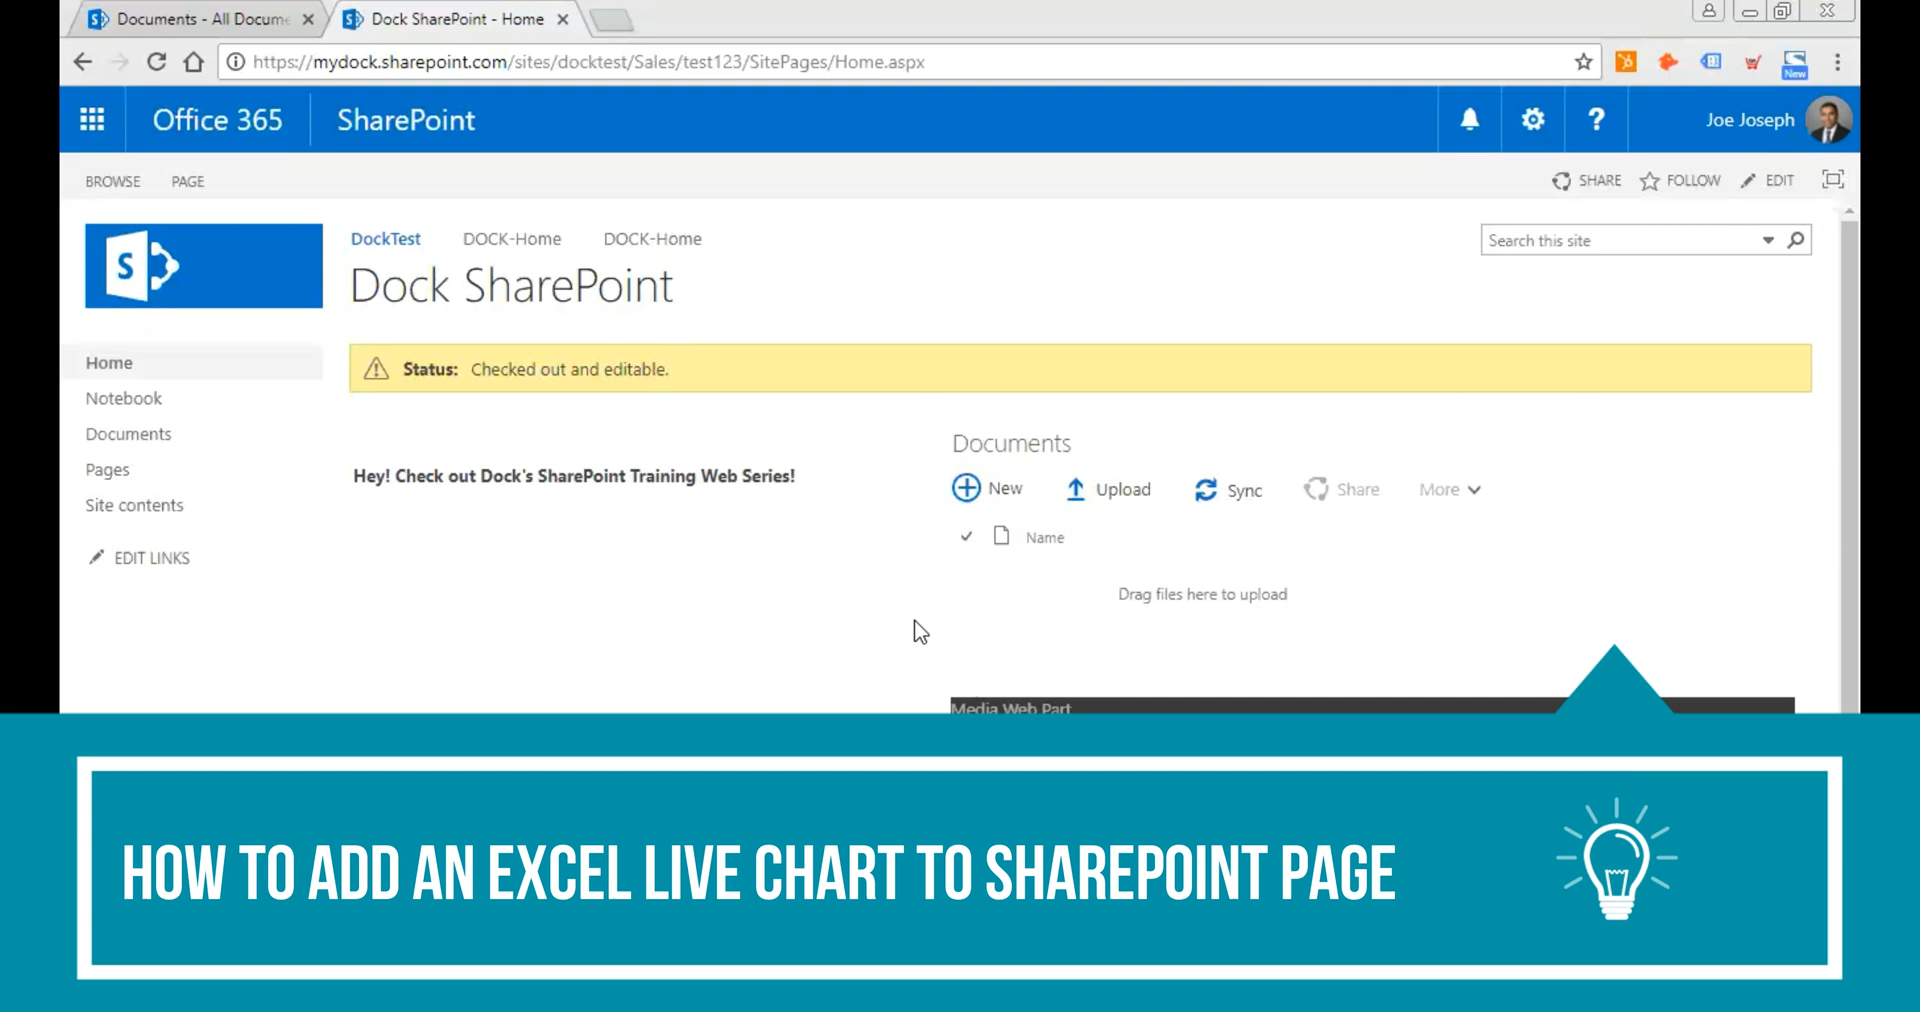 Documents - All Docume
Dock SharePoint - Home
https://mydock.sharepoint.com/sites/docktest/Sales/test123/SitePages/Home.aspx
New
Office 365
SharePoint
?
Joe Joseph
BROWSE PAGE
SHARE FOLLOW EDIT
S
DockTest DOCK-Home DOCK-Home
Search this site
Dock SharePoint
Home
Status: Checked out and editable.
Notebook
Documents
Pages
Site contents
EDIT LINKS
Hey! Check out Dock's SharePoint Training Web Series!
Documents
New Upload Sync Share More
Name
Drag files here to upload
Media Web Part
HOW TO ADD AN EXCEL LIVE CHART TO SHAREPOINT PAGE